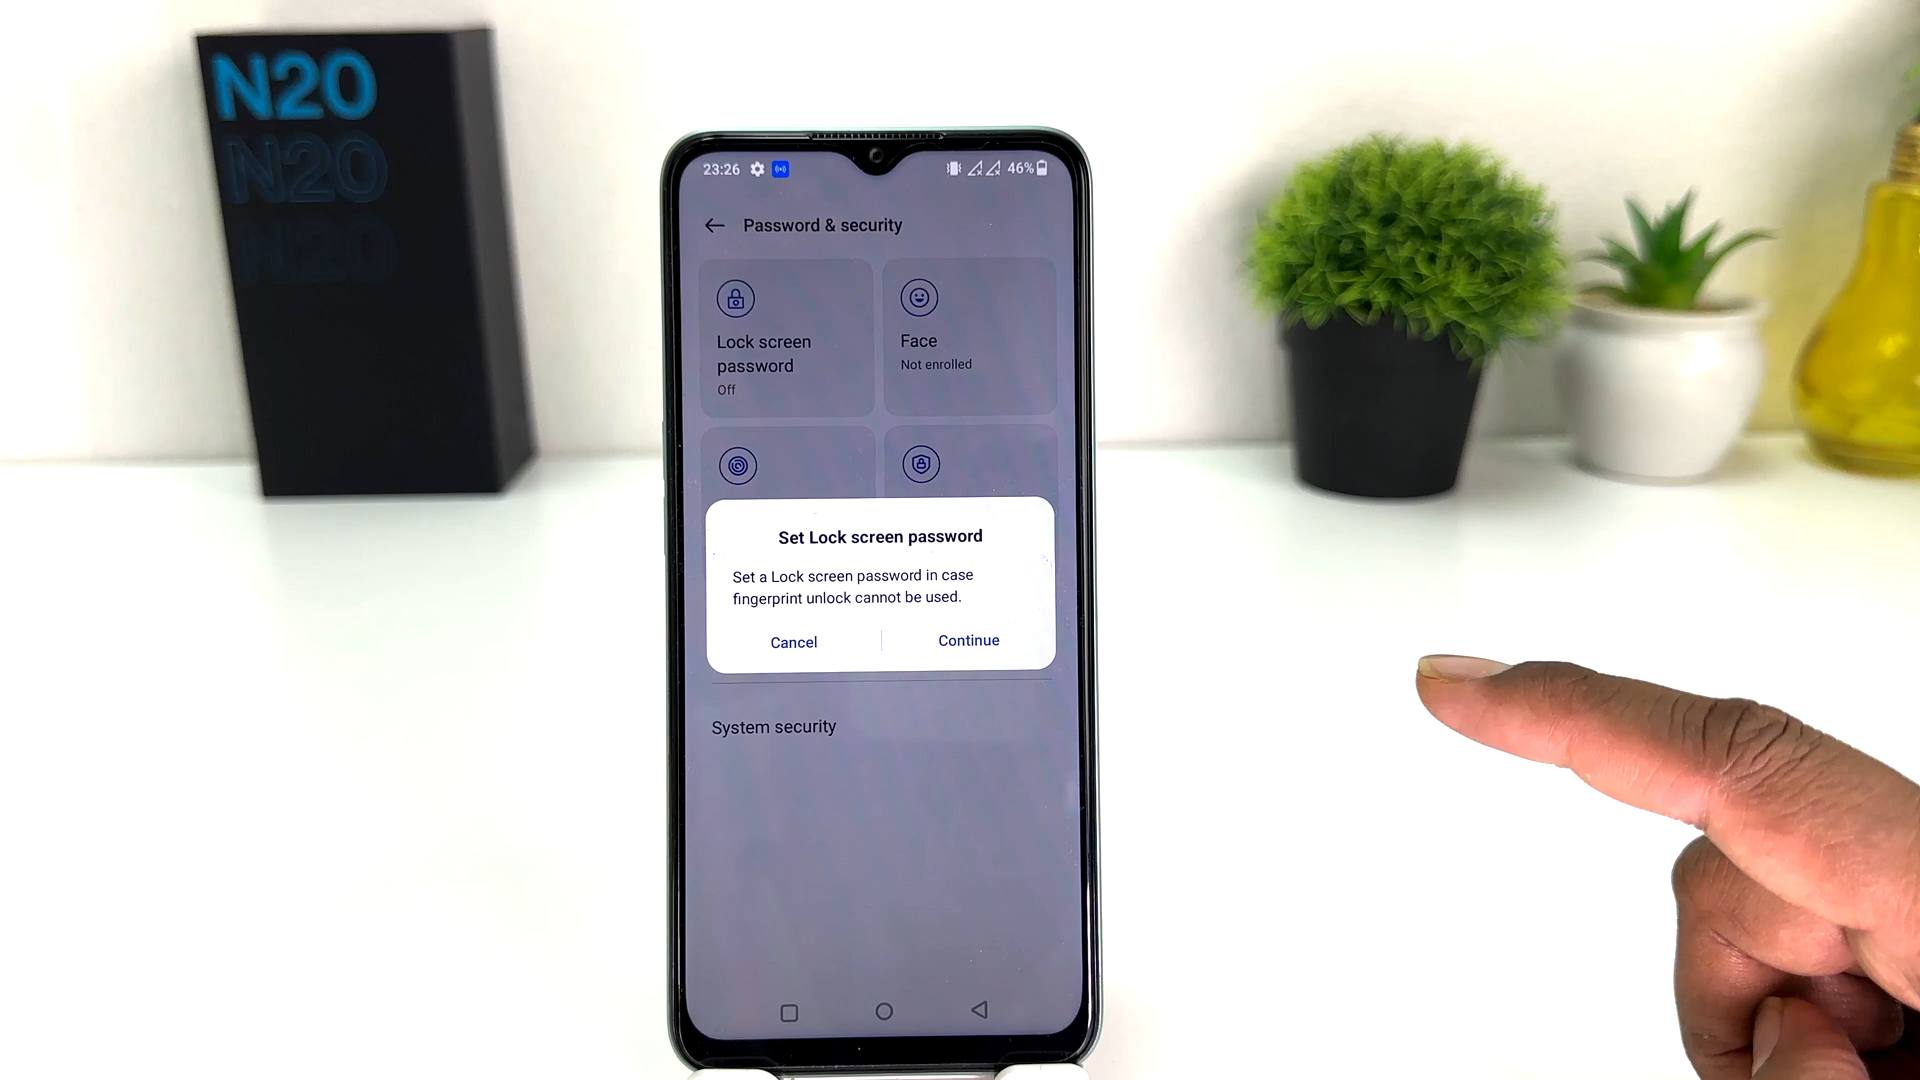 N20
N20
N20
23:26
46%
Password & security
Lock screen
password
Off
Face
Not enrolled
Set Lock screen password
Set a Lock screen password in case
fingerprint unlock cannot be used.
Cancel
Continue
System security